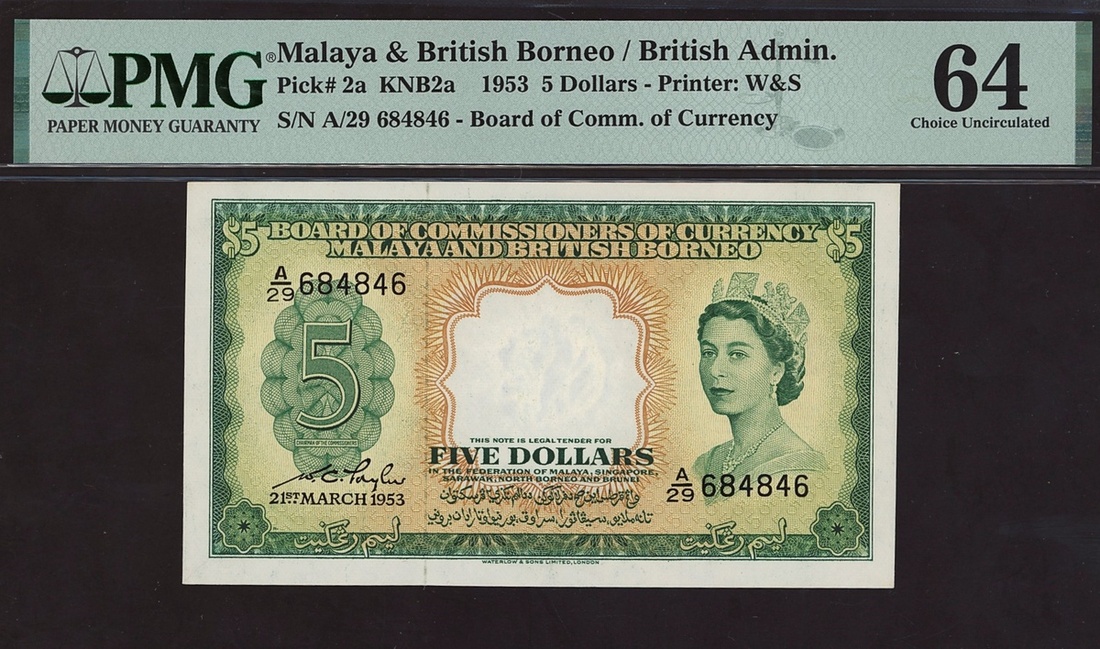 PMG
PAPER MONEY GUARANTY
®Malaya & British Borneo / British Admin.
Pick# 2a KNB2a 1953 5 Dollars - Printer: W&S
S/N A/29 684846 - Board of Comm. of Currency
64
Choice Uncirculated
$5 BOARD OF COMMISSIONERS OF CURRENCY $5
MALAYA AND BRITISH BORNEO
A/29 684846
5
CHAIRMAN OF THE COMMISSIONERS
W.C. Taylor
21ST MARCH 1953
THIS NOTE IS LEGAL TENDER FOR
FIVE DOLLARS
IN THE FEDERATION OF MALAYA, SINGAPORE,
SARAWAK, NORTH BORNEO AND BRUNEI
A/29 684846
ليم رڠݢيت
ليم رڠݢيت
WATERLOW & SONS LIMITED, LONDON